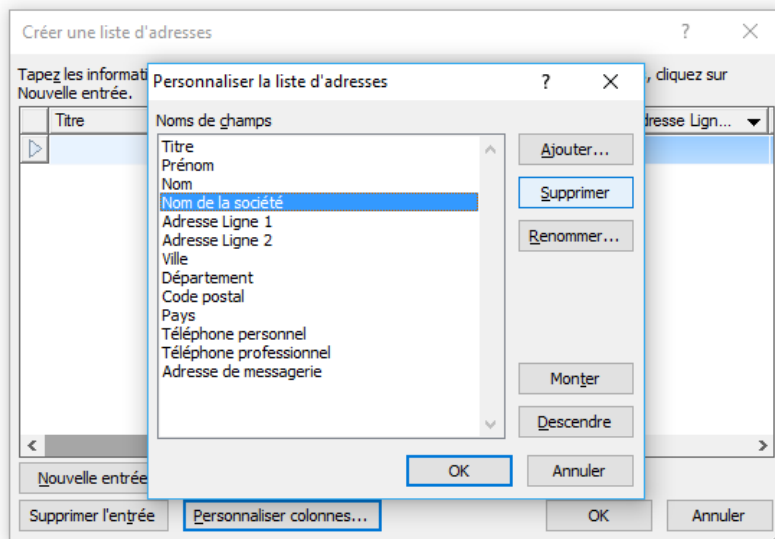 Créer une liste d'adresses ? ×
Tapez les informati , cliquez sur
Nouvelle entrée.
Titre dresse Lign...
Personnaliser la liste d'adresses ? ×
Noms de champs
Titre
Prénom
Nom
Nom de la société
Adresse Ligne 1
Adresse Ligne 2
Ville
Département
Code postal
Pays
Téléphone personnel
Téléphone professionnel
Adresse de messagerie
Ajouter...
Supprimer
Renommer...
Monter
Descendre
OK Annuler
Nouvelle entrée
Supprimer l'entrée Personnaliser colonnes... OK Annuler